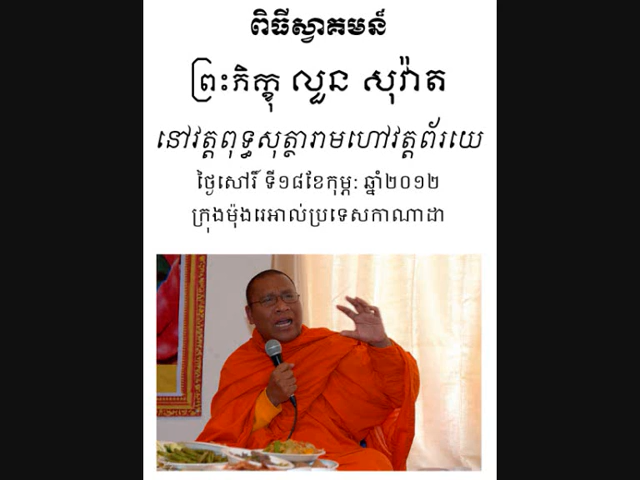 ពិធីស្វាគមន៍
ព្រះភិក្ខុ លួន សុវ៉ាត
នៅវត្តពុទ្ធសុត្ថារាមហៅវត្តព័រយេ
ថ្ងៃសៅរ៍ ទី១៨ខែកុម្ភៈ ឆ្នាំ២០១២
ក្រុងម៉ុងរេអាល់ប្រទេសកាណាដា